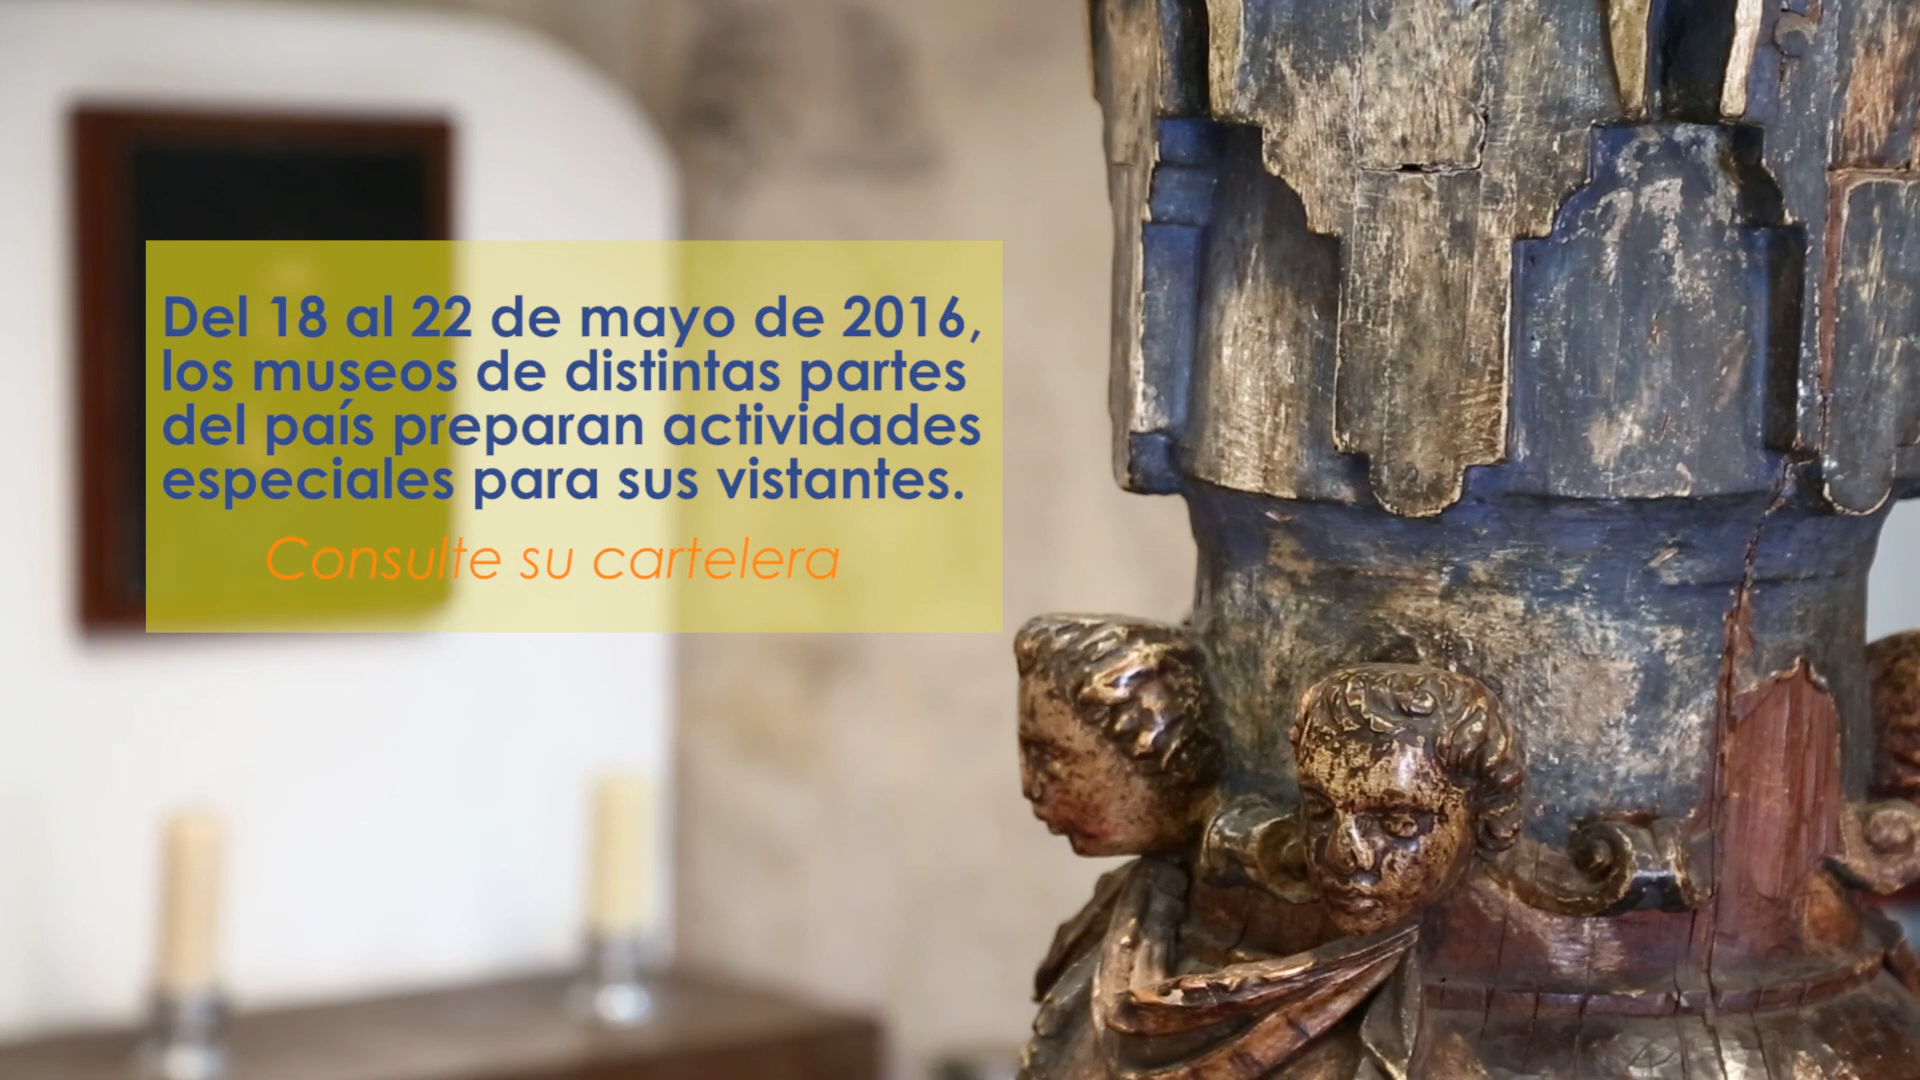 Del 18 al 22 de mayo de 2016,
los museos de distintas partes
del país preparan actividades
especiales para sus vistantes.
Consulte su cartelera